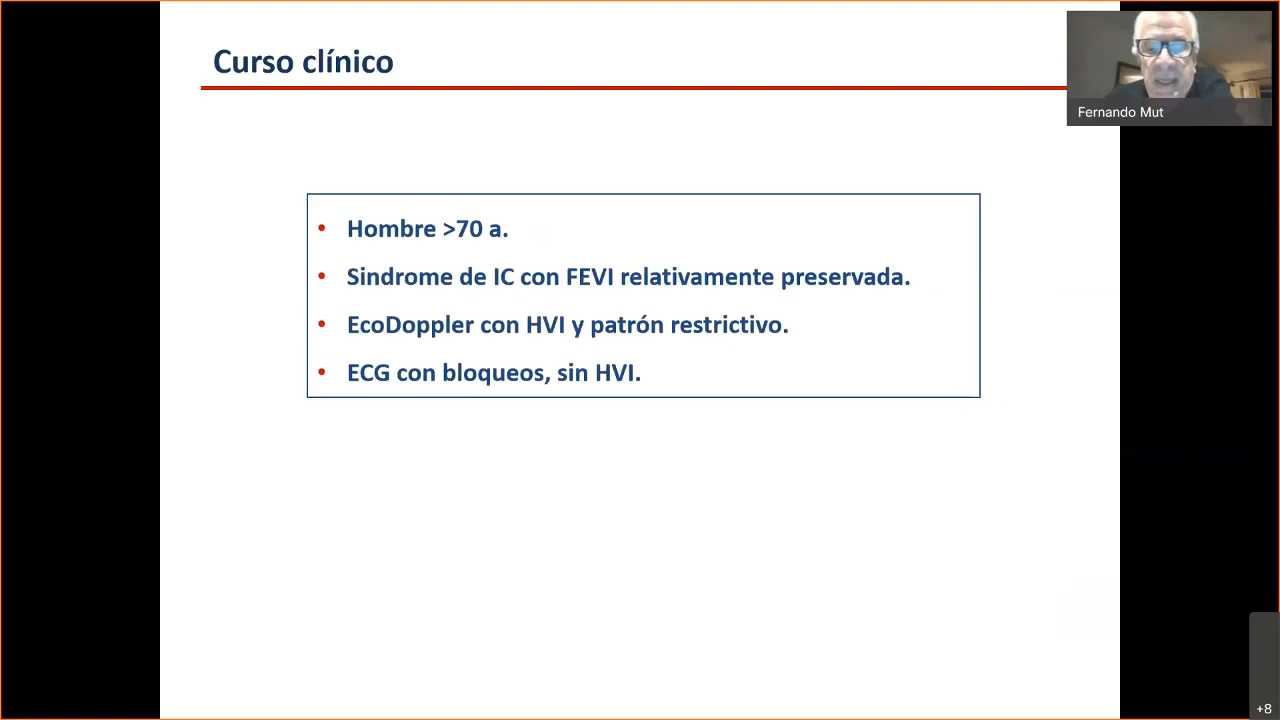 Curso clínico
Fernando Mut
• Hombre >70 a.
• Sindrome de IC con FEVI relativamente preservada.
• EcoDoppler con HVI y patrón restrictivo.
• ECG con bloqueos, sin HVI.
+8